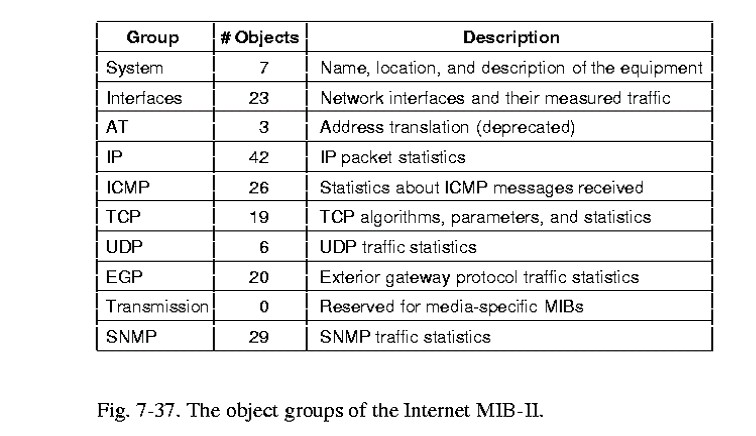 Group # Objects Description
System 7 Name, location, and description of the equipment
Interfaces 23 Network interfaces and their measured traffic
AT 3 Address translation (deprecated)
IP 42 IP packet statistics
ICMP 26 Statistics about ICMP messages received
TCP 19 TCP algorithms, parameters, and statistics
UDP 6 UDP traffic statistics
EGP 20 Exterior gateway protocol traffic statistics
Transmission 0 Reserved for media-specific MIBs
SNMP 29 SNMP traffic statistics
Fig. 7-37. The object groups of the Internet MIB-II.